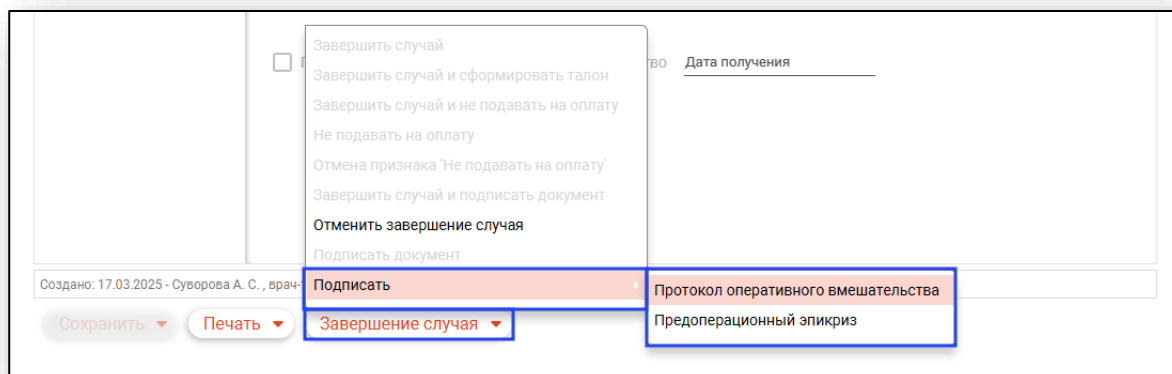 Завершить случай
Завершить случай и сформировать талон
Завершить случай и не подавать на оплату
Не подавать на оплату
Отмена признака 'Не подавать на оплату'
Завершить случай и подписать документ
Отменить завершение случая
Подписать документ
Подписать
Дата получения
Создано: 17.03.2025 - Суворова А. С. ,
Протокол оперативного вмешательства
Предоперационный эпикриз
Сохранить
Печать
Завершение случая